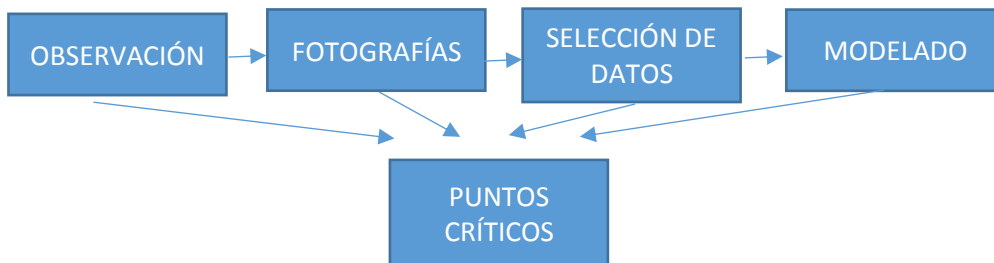 OBSERVACIÓN
FOTOGRAFÍAS
SELECCIÓN DE
DATOS
MODELADO
PUNTOS
CRÍTICOS